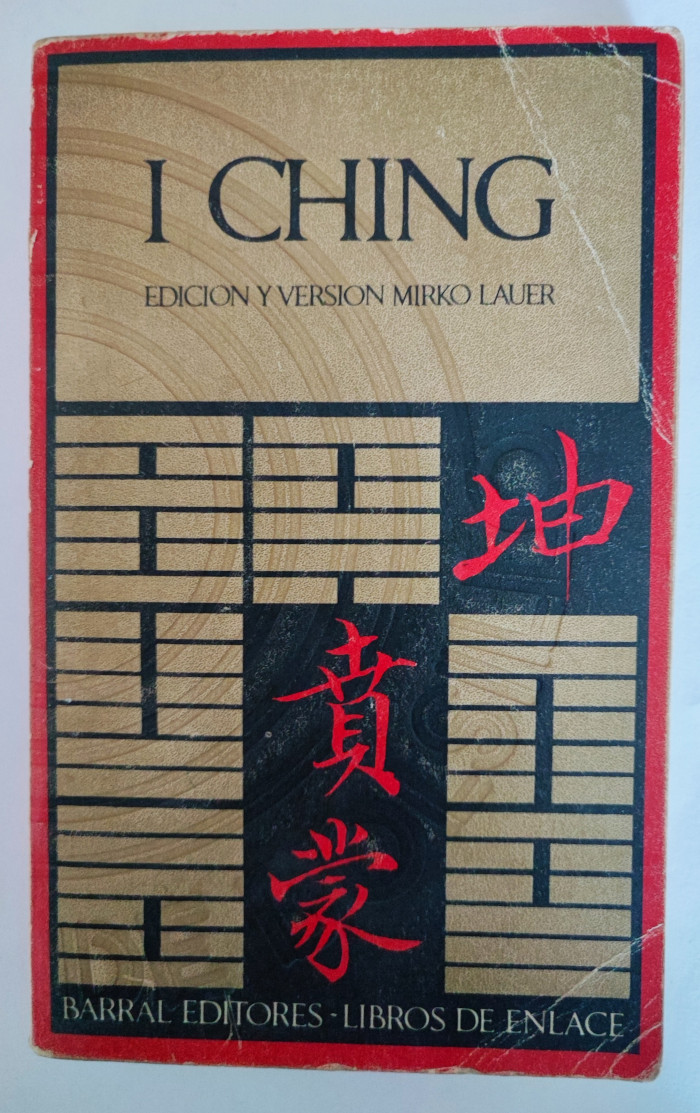 I CHING
EDICION Y VERSION MIRKO LAUER
坤
賁
蒙
BARRAL EDITORES - LIBROS DE ENLACE